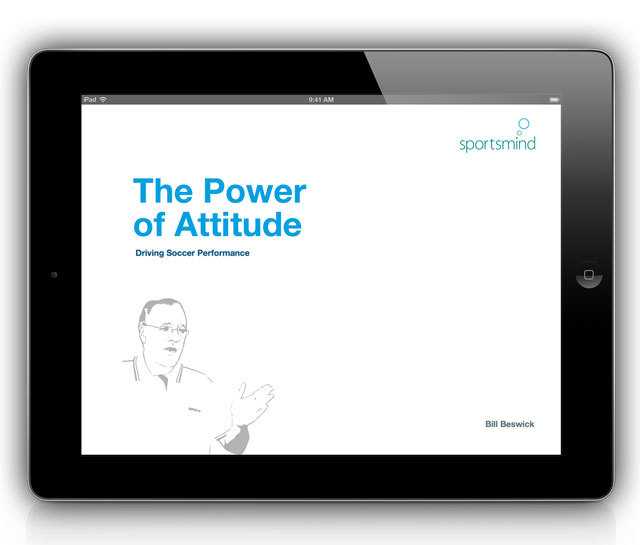 iPad 9:41 AM
sportsmind
The Power
of Attitude
Driving Soccer Performance
Bill Beswick